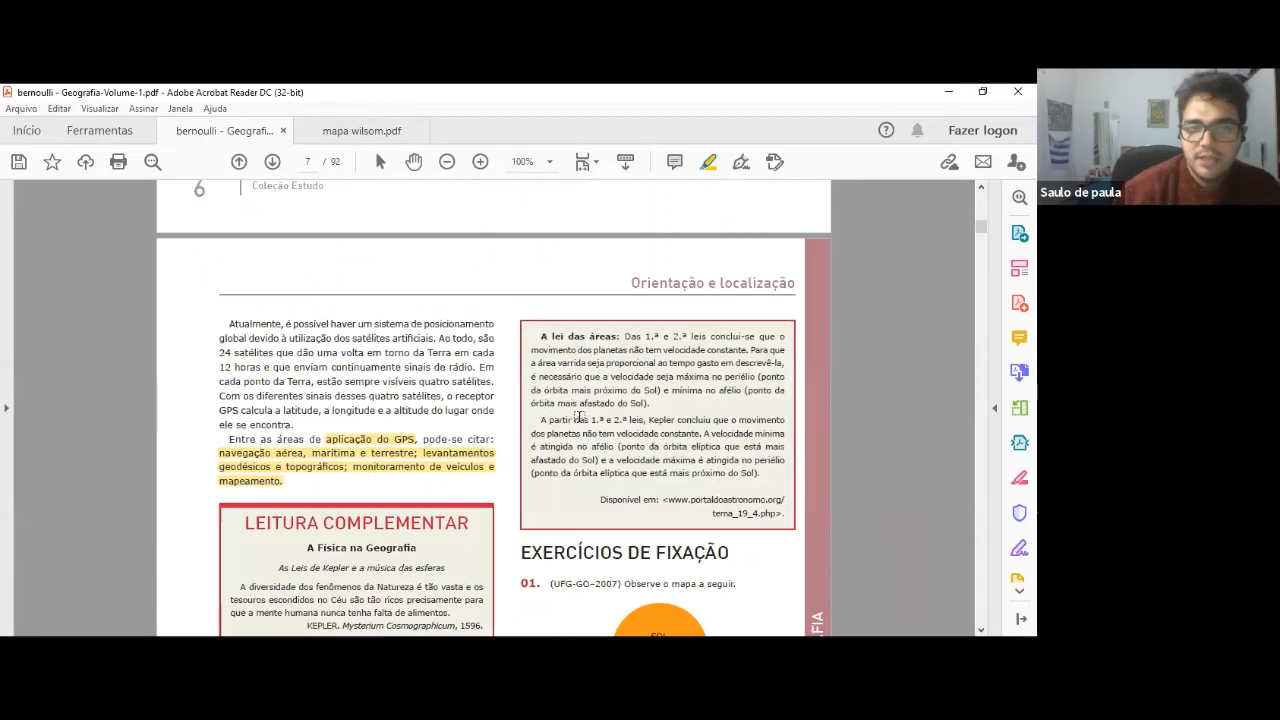 bernoulli - Geografia-Volume-1.pdf - Adobe Acrobat Reader DC (32-bit)
Arquivo Editar Visualizar Assinar Janela Ajuda
Início Ferramentas bernoulli - Geografi... × mapa wilsom.pdf Fazer logon
7 / 92 100%
Saulo de paula
6 Coleção Estudo
Orientação e localização
Atualmente, é possível haver um sistema de posicionamento
global devido à utilização dos satélites artificiais. Ao todo, são
24 satélites que dão uma volta em torno da Terra em cada
12 horas e que enviam continuamente sinais de rádio. Em
cada ponto da Terra, estão sempre visíveis quatro satélites.
Com os diferentes sinais desses quatro satélites, o receptor
GPS calcula a latitude, a longitude e a altitude do lugar onde
ele se encontra.
Entre as áreas de aplicação do GPS, pode-se citar:
navegação aérea, marítima e terrestre; levantamentos
geodésicos e topográficos; monitoramento de veículos e
mapeamento.
LEITURA COMPLEMENTAR
A Física na Geografia
As Leis de Kepler e a música das esferas
A diversidade dos fenômenos da Natureza é tão vasta e os
tesouros escondidos no Céu são tão ricos precisamente para
que a mente humana nunca tenha falta de alimentos.
KEPLER. Mysterium Cosmographicum, 1596.
A lei das áreas: Das 1.ª e 2.ª leis conclui-se que o
movimento dos planetas não tem velocidade constante. Para que
a área varrida seja proporcional ao tempo gasto em descrevê-la,
é necessário que a velocidade seja máxima no periélio (ponto
da órbita mais próximo do Sol) e mínima no afélio (ponto da
órbita mais afastado do Sol).
A partir das 1.ª e 2.ª leis, Kepler concluiu que o movimento
dos planetas não tem velocidade constante. A velocidade mínima
é atingida no afélio (ponto da órbita elíptica que está mais
afastado do Sol) e a velocidade máxima é atingida no periélio
(ponto da órbita elíptica que está mais próximo do Sol).
Disponível em: <www.portaldoastronomo.org/
tema_19_4.php>.
EXERCÍCIOS DE FIXAÇÃO
01. (UFG-GO–2007) Observe o mapa a seguir.